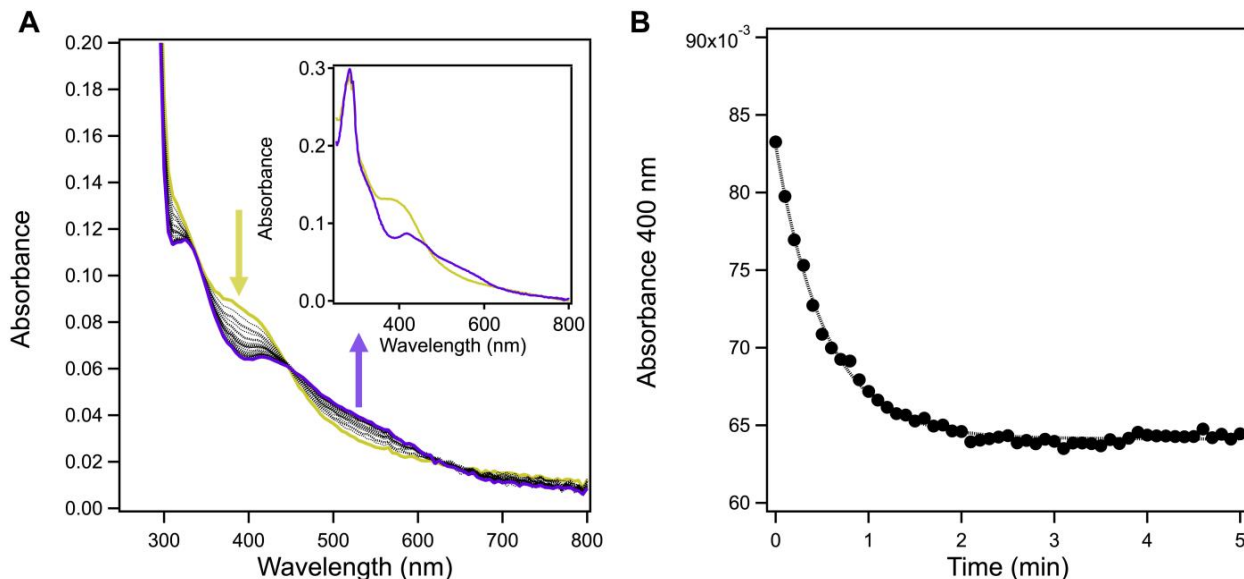 A
0.20
0.18
0.16
0.14
0.12
0.10
0.08
0.06
0.04
0.02
0.00
Absorbance
300 400 500 600 700 800
Wavelength (nm)
0.3
0.2
0.1
0.0
Absorbance
400 600 800
Wavelength (nm)
B
90x10⁻³
85
80
75
70
65
60
Absorbance 400 nm
0 1 2 3 4 5
Time (min)